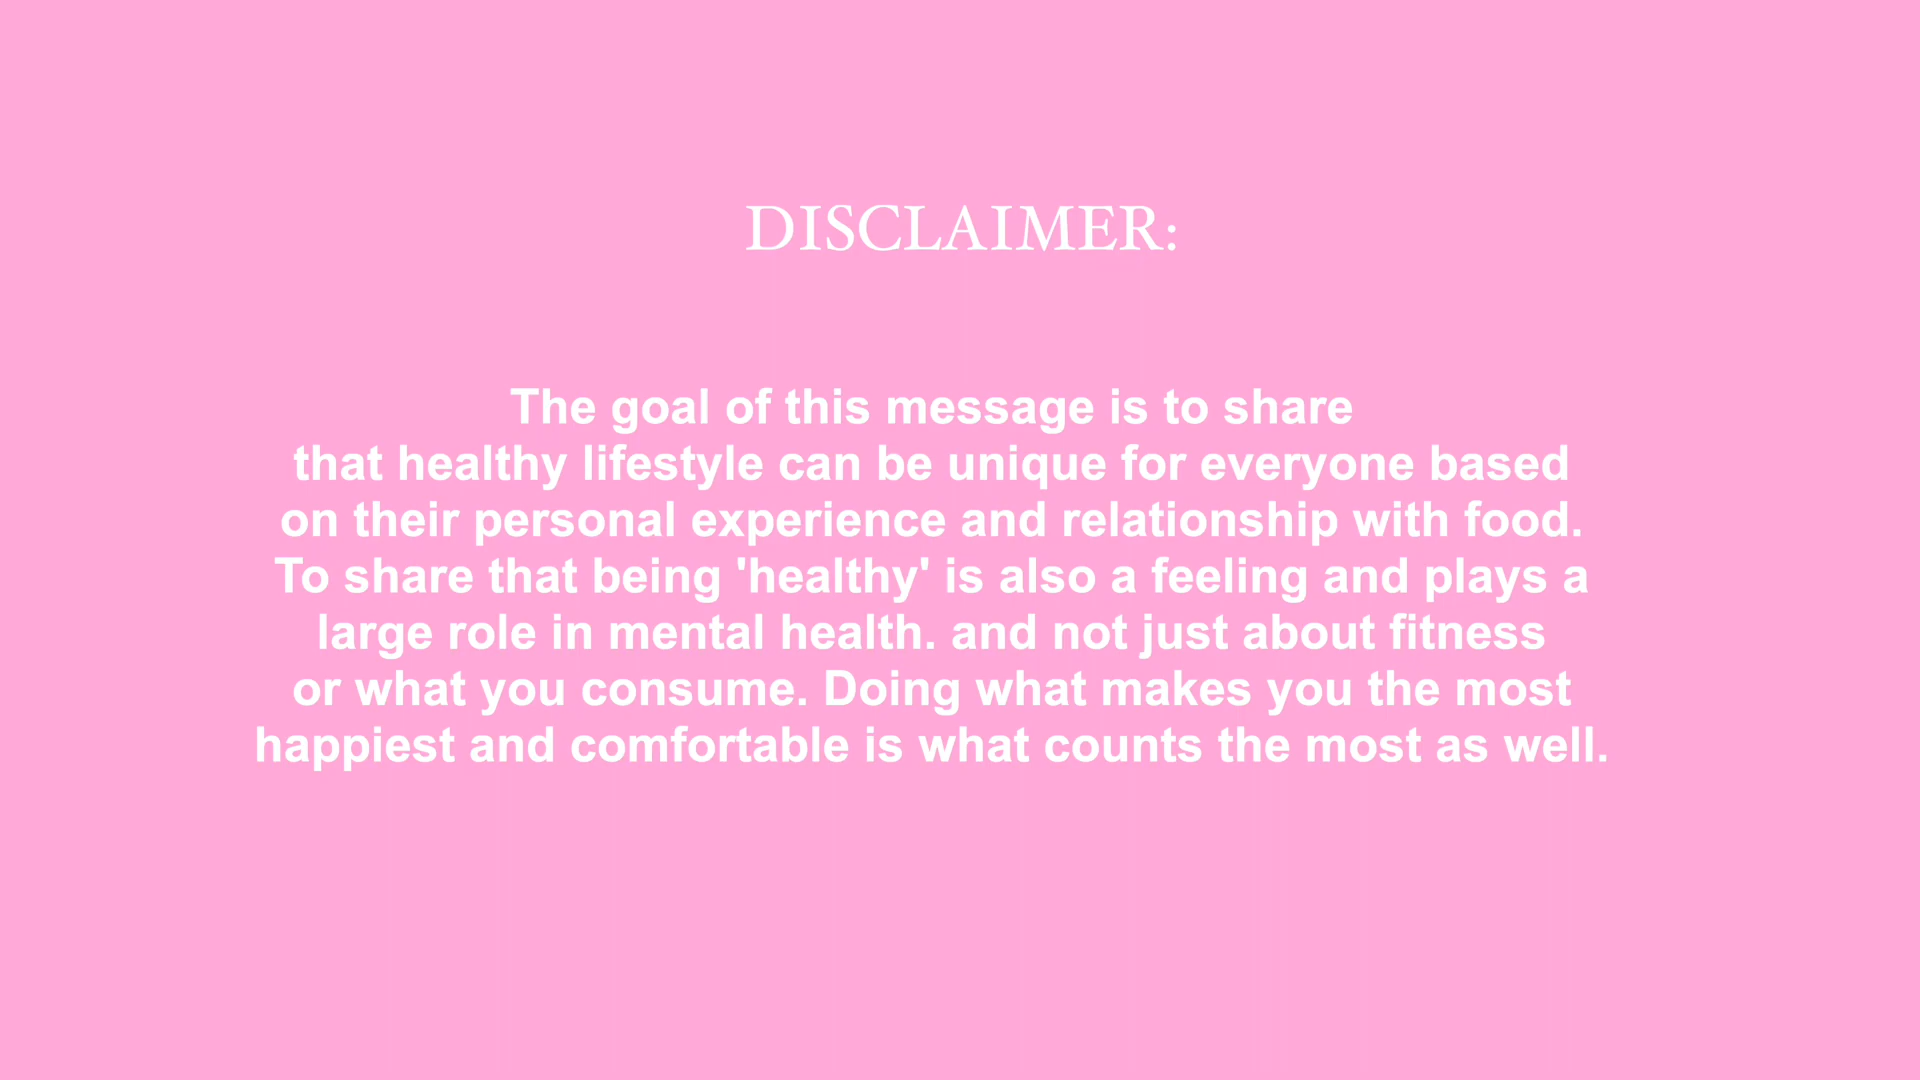 DISCLAIMER:
The goal of this message is to share
that healthy lifestyle can be unique for everyone based
on their personal experience and relationship with food.
To share that being 'healthy' is also a feeling and plays a
large role in mental health. and not just about fitness
or what you consume. Doing what makes you the most
happiest and comfortable is what counts the most as well.